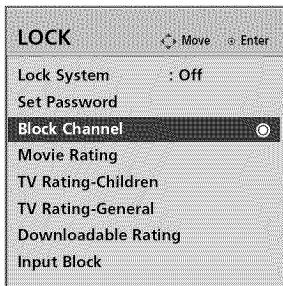 LOCK Move Enter
Lock System : Off
Set Password
Block Channel
Movie Rating
TV Rating-Children
TV Rating-General
Downloadable Rating
Input Block